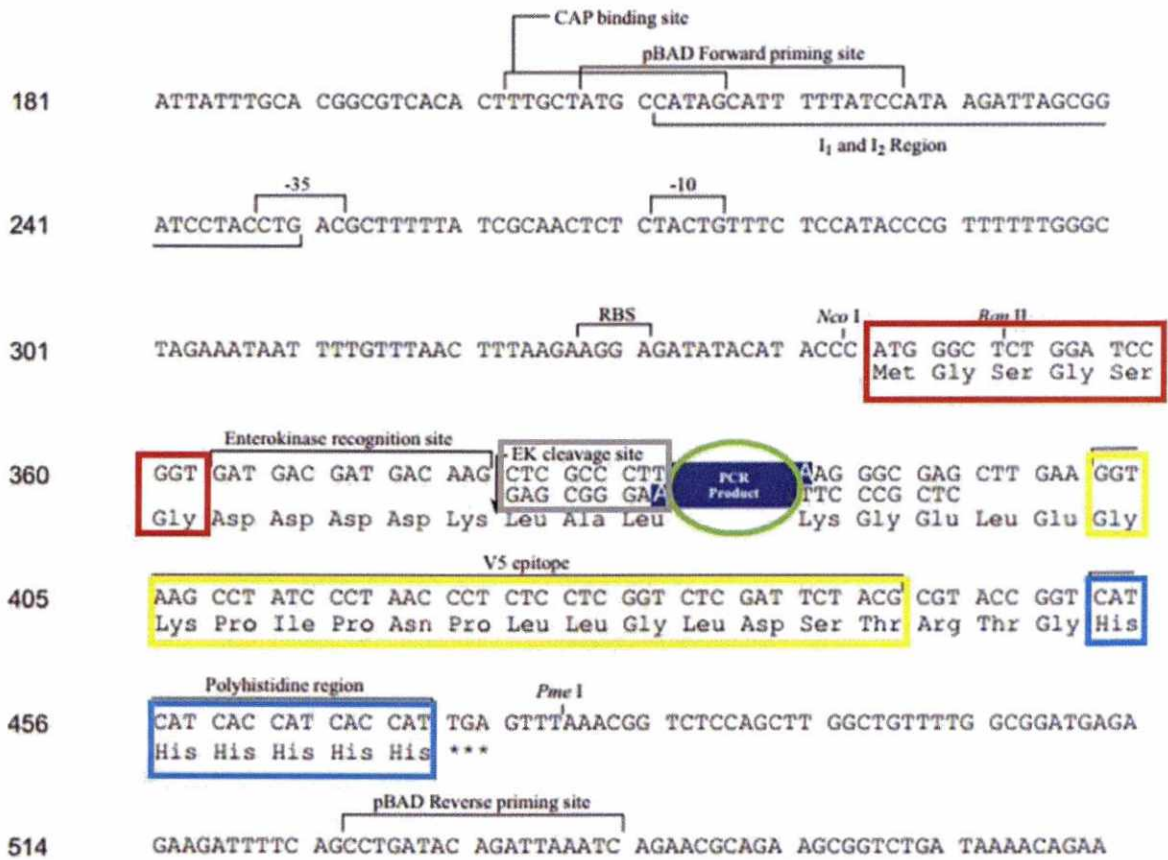 CAP binding site
pBAD Forward priming site
181 ATTATTTGCA CGGCGTCACA CTTTGCTATG CCATAGCATT TTTATCCATA AGATTAGCGG
I1 and I2 Region
-35 -10
241 ATCCTACCTG ACGCTTTTTA TCGCAACTCT CTACTGTTTC TCCATACCCG TTTTTTTGGGC
RBS Nco I Ban II
301 TAGAAATAAT TTTGTTTAAC TTTAAGAAGG AGATATACAT ACCC ATG GGC TCT GGA TCC
Met Gly Ser Gly Ser
Enterokinase recognition site EK cleavage site
360 GGT GAT GAC GAT GAC AAG CTC GCC CTT PCR Product AAG GGC GAG CTT GAA GGT
GAG CGG GAA TTC CCG CTC
Gly Asp Asp Asp Asp Lys Leu Ala Leu Lys Gly Glu Leu Glu Gly
V5 epitope
405 AAG CCT ATC CCT AAC CCT CTC CTC GGT CTC GAT TCT ACG CGT ACC GGT CAT
Lys Pro Ile Pro Asn Pro Leu Leu Gly Leu Asp Ser Thr Arg Thr Gly His
Polyhistidine region Pme I
456 CAT CAC CAT CAC CAT TGA GTTTAAACGG TCTCCAGCTT GGCTGTTTTG GCGGATGAGA
His His His His His ***
pBAD Reverse priming site
514 GAAGATTTTC AGCCTGATAC AGATTAAATC AGAACGCAGA AGCGGTCTGA TAAAACAGAA